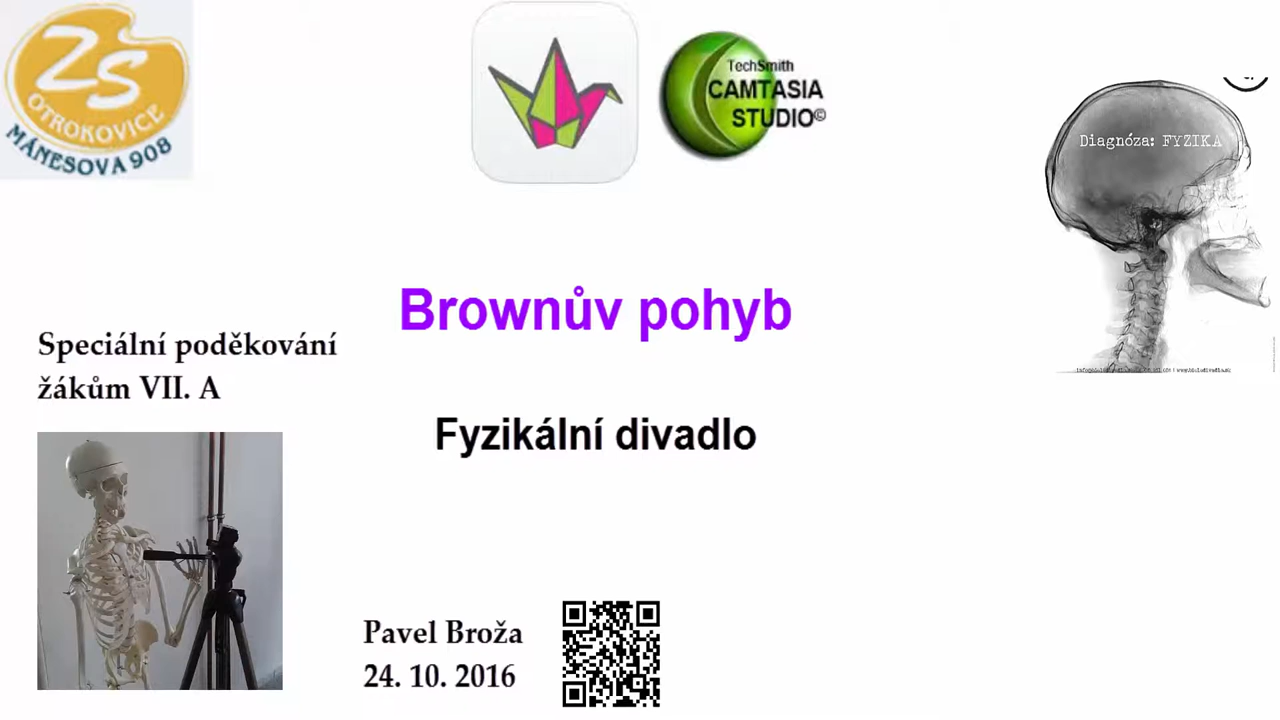 ZŠ
OTROKOVICE
MÁNESOVA 908
TechSmith
CAMTASIA
STUDIO©
Diagnóza: FYZIKA
Brownův pohyb
Speciální poděkování
žákům VII. A
Fyzikální divadlo
Pavel Broža
24. 10. 2016